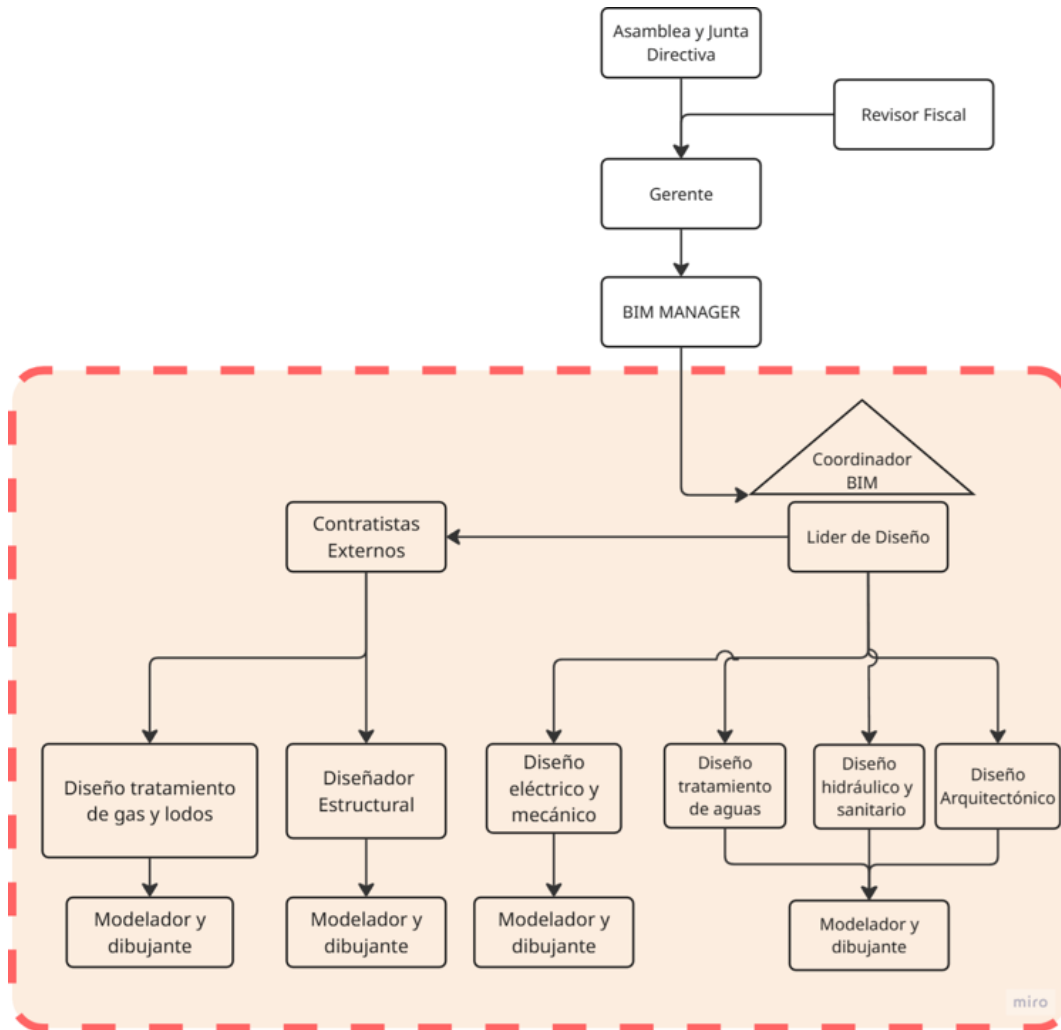 Asamblea y Junta
Directiva
Revisor Fiscal
Gerente
BIM MANAGER
Coordinador
BIM
Contratistas
Externos
Lider de Diseño
Diseño tratamiento
de gas y lodos
Diseñador
Estructural
Diseño
eléctrico y
mecánico
Diseño
tratamiento
de aguas
Diseño
hidráulico y
sanitario
Diseño
Arquitectónico
Modelador y
dibujante
Modelador y
dibujante
Modelador y
dibujante
Modelador y
dibujante
miro